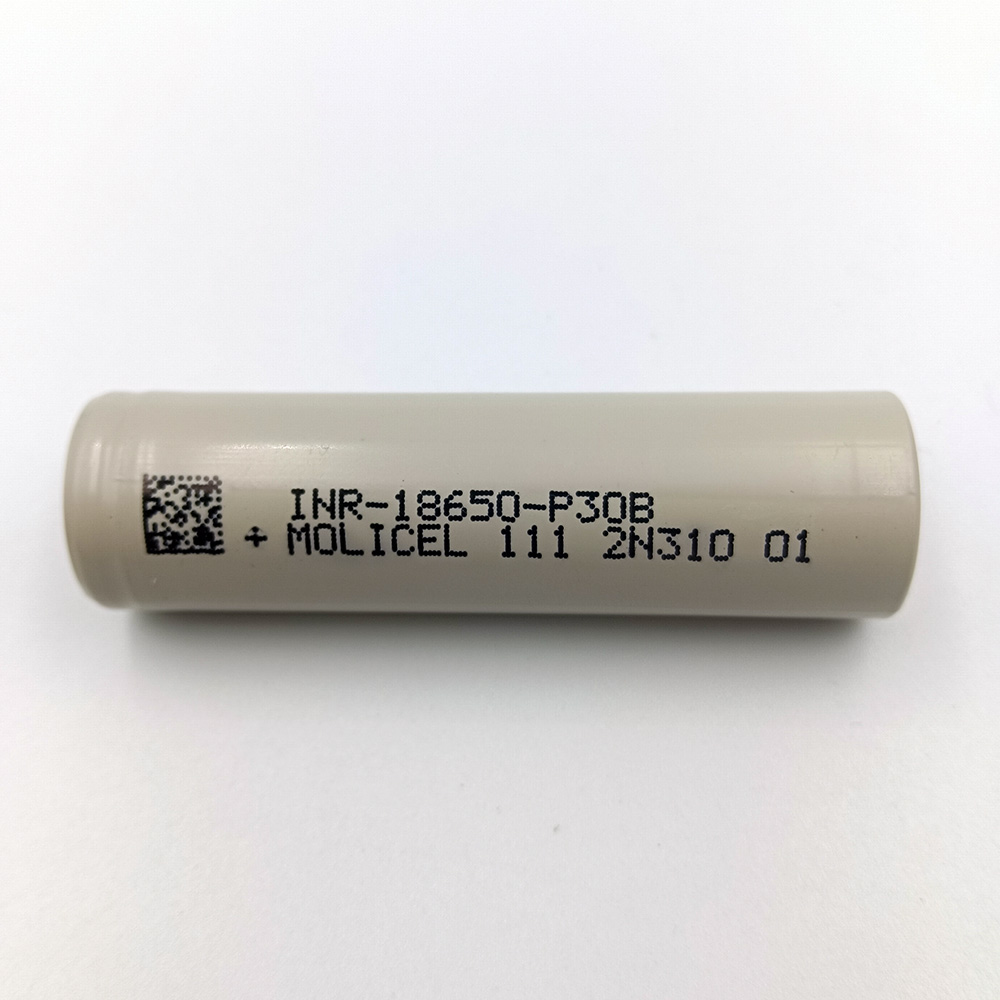 INR-18650-P30B
+ MOLICEL 111 2N310 01